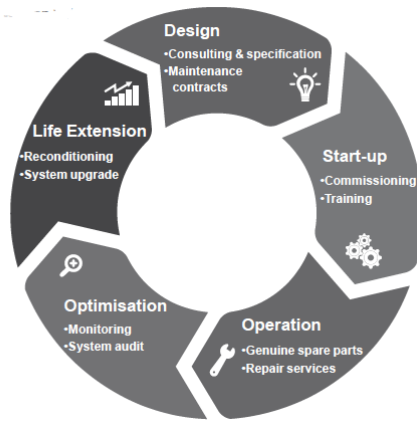 Design
•Consulting & specification
•Maintenance
contracts
Start-up
•Commissioning
•Training
Operation
•Genuine spare parts
•Repair services
Optimisation
•Monitoring
•System audit
Life Extension
•Reconditioning
•System upgrade